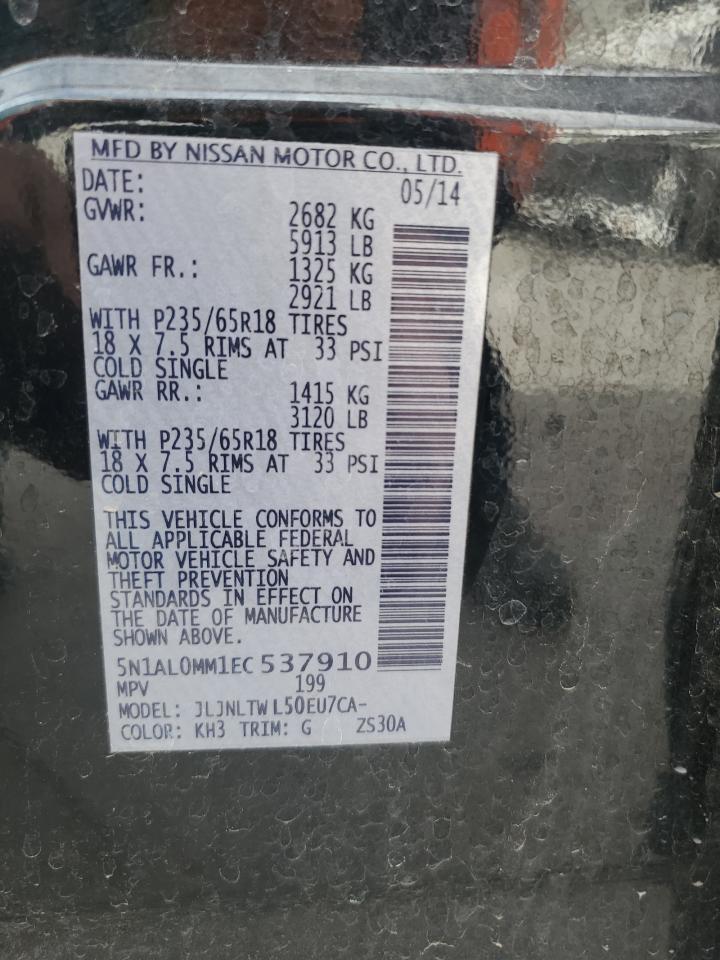 MFD BY NISSAN MOTOR CO., LTD.
DATE: 05/14
GVWR: 2682 KG
5913 LB
GAWR FR.: 1325 KG
2921 LB
WITH P235/65R18 TIRES
18 X 7.5 RIMS AT 33 PSI
COLD SINGLE
GAWR RR.: 1415 KG
3120 LB
WITH P235/65R18 TIRES
18 X 7.5 RIMS AT 33 PSI
COLD SINGLE
THIS VEHICLE CONFORMS TO
ALL APPLICABLE FEDERAL
MOTOR VEHICLE SAFETY AND
THEFT PREVENTION
STANDARDS IN EFFECT ON
THE DATE OF MANUFACTURE
SHOWN ABOVE.
5N1AL0MM1EC 537910
MPV 199
MODEL: JLJNLTW L50EU7CA-
COLOR: KH3 TRIM: G ZS30A